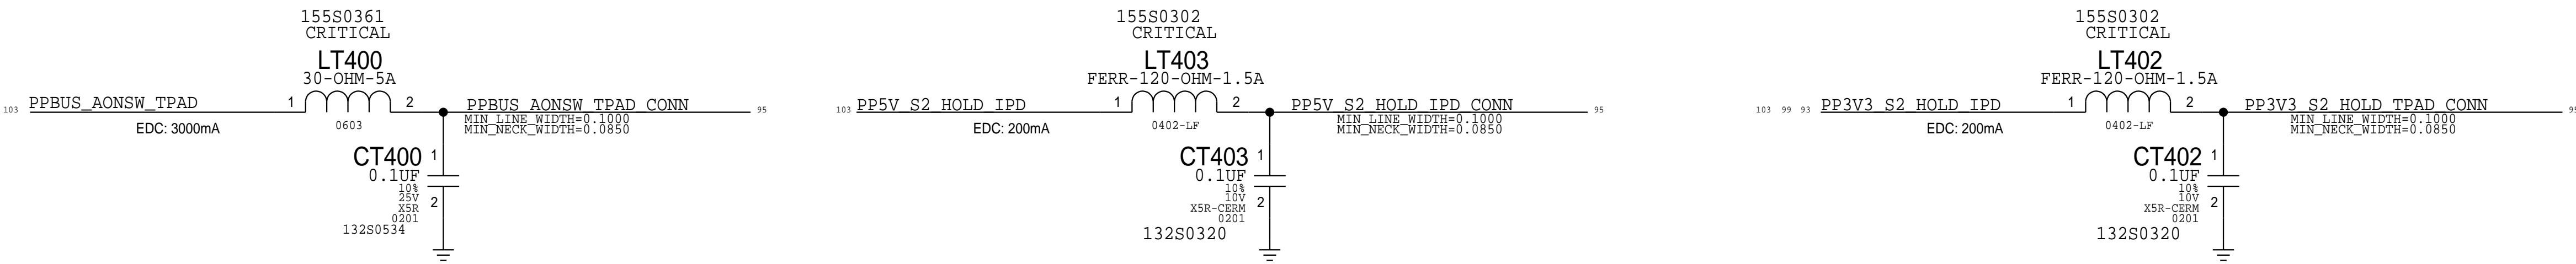 155S0361
CRITICAL
LT400
30-OHM-5A
103 PPBUS_AONSW_TPAD 1 2 PPBUS_AONSW_TPAD_CONN 95
EDC: 3000mA
0603
MIN_LINE_WIDTH=0.1000
MIN_NECK_WIDTH=0.0850
CT400 1
0.1UF
10%
25V
X5R
0201
2
132S0534
155S0302
CRITICAL
LT403
FERR-120-OHM-1.5A
103 PP5V_S2_HOLD_IPD 1 2 PP5V_S2_HOLD_IPD_CONN 95
EDC: 200mA
0402-LF
MIN_LINE_WIDTH=0.1000
MIN_NECK_WIDTH=0.0850
CT403 1
0.1UF
10%
10V
X5R-CERM
0201
2
132S0320
155S0302
CRITICAL
LT402
FERR-120-OHM-1.5A
103 99 93 PP3V3_S2_HOLD_IPD 1 2 PP3V3_S2_HOLD_TPAD_CONN 95
EDC: 200mA
0402-LF
MIN_LINE_WIDTH=0.1000
MIN_NECK_WIDTH=0.0850
CT402 1
0.1UF
10%
10V
X5R-CERM
0201
2
132S0320